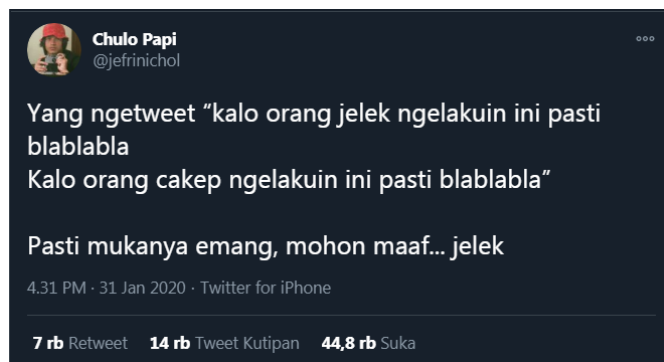 Chulo Papi
@jefrinichol
Yang ngetweet “kalo orang jelek ngelakuin ini pasti
blablabla
Kalo orang cakep ngelakuin ini pasti blablabla”
Pasti mukanya emang, mohon maaf... jelek
4.31 PM · 31 Jan 2020 · Twitter for iPhone
7 rb Retweet 14 rb Tweet Kutipan 44,8 rb Suka